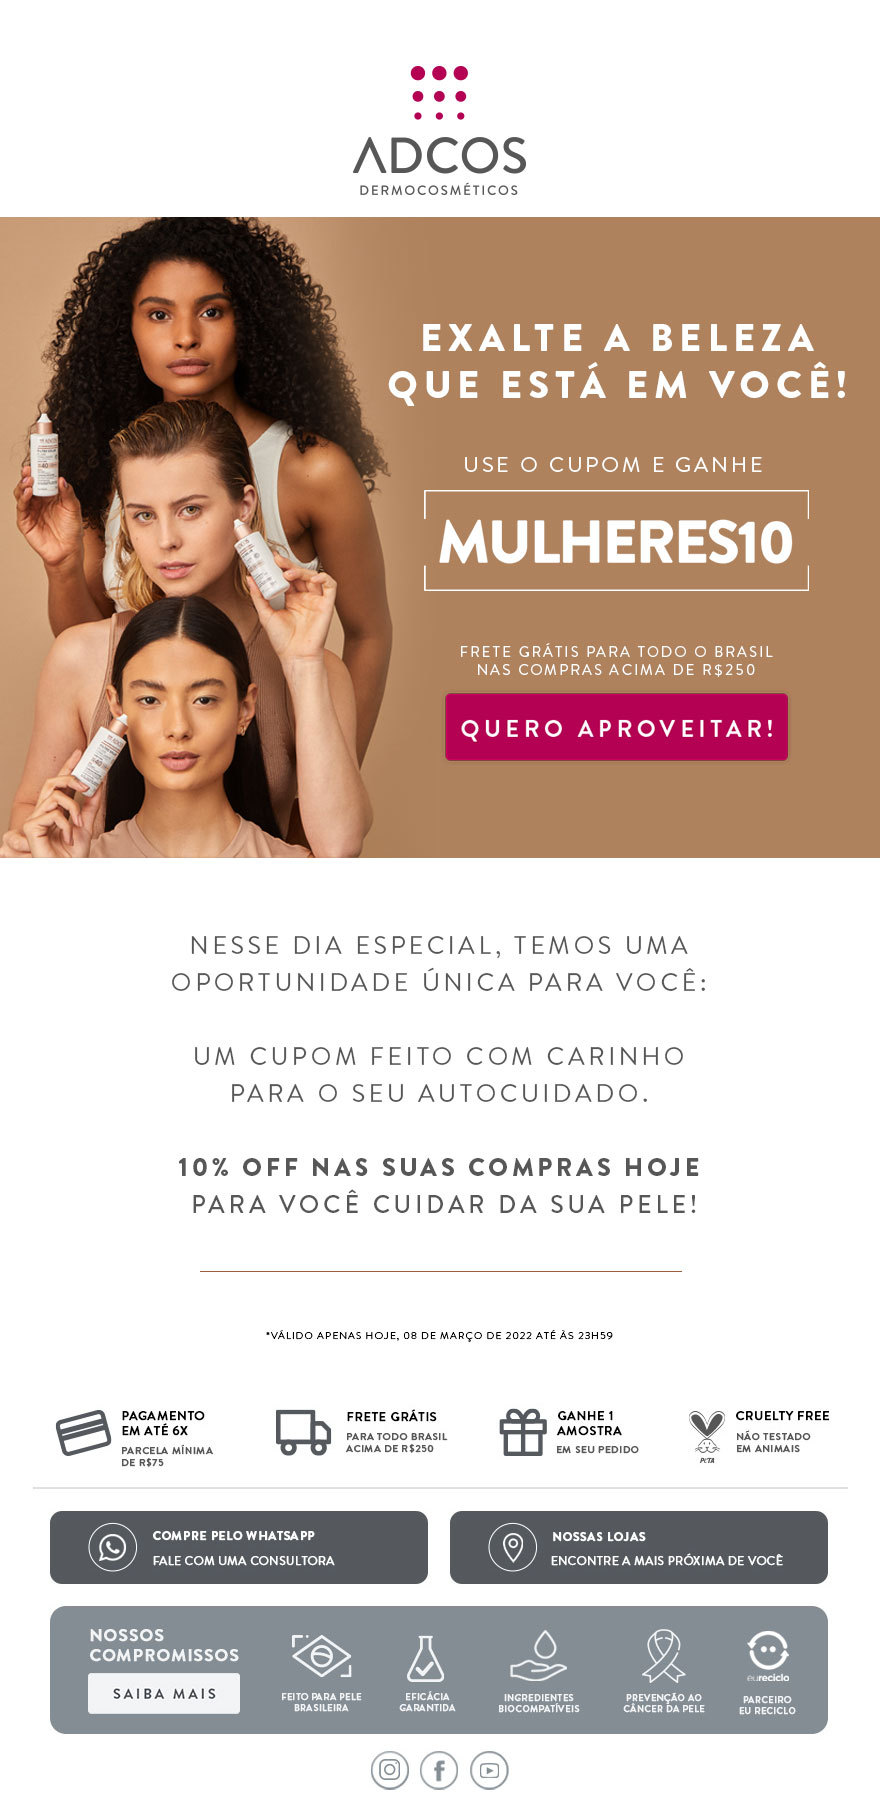 ADCOS
DERMOCOSMÉTICOS
EXALTE A BELEZA
QUE ESTÁ EM VOCÊ!
USE O CUPOM E GANHE
MULHERES10
FRETE GRÁTIS PARA TODO O BRASIL
NAS COMPRAS ACIMA DE R$250
QUERO APROVEITAR!
ADCOS
40
ADCOS
ADCOS
40
NESSE DIA ESPECIAL, TEMOS UMA
OPORTUNIDADE ÚNICA PARA VOCÊ:
UM CUPOM FEITO COM CARINHO
PARA O SEU AUTOCUIDADO.
10% OFF NAS SUAS COMPRAS HOJE
PARA VOCÊ CUIDAR DA SUA PELE!
*VÁLIDO APENAS HOJE, 08 DE MARÇO DE 2022 ATÉ ÀS 23H59
PAGAMENTO
EM ATÉ 6X
PARCELA MÍNIMA
DE R$75
FRETE GRÁTIS
PARA TODO BRASIL
ACIMA DE R$250
GANHE 1
AMOSTRA
EM SEU PEDIDO
PeTA
CRUELTY FREE
NÃO TESTADO
EM ANIMAIS
COMPRE PELO WHATSAPP
FALE COM UMA CONSULTORA
NOSSAS LOJAS
ENCONTRE A MAIS PRÓXIMA DE VOCÊ
NOSSOS
COMPROMISSOS
SAIBA MAIS
FEITO PARA PELE
BRASILEIRA
EFICÁCIA
GARANTIDA
INGREDIENTES
BIOCOMPATÍVEIS
PREVENÇÃO AO
CÂNCER DA PELE
eureciclo
PARCEIRO
EU RECICLO